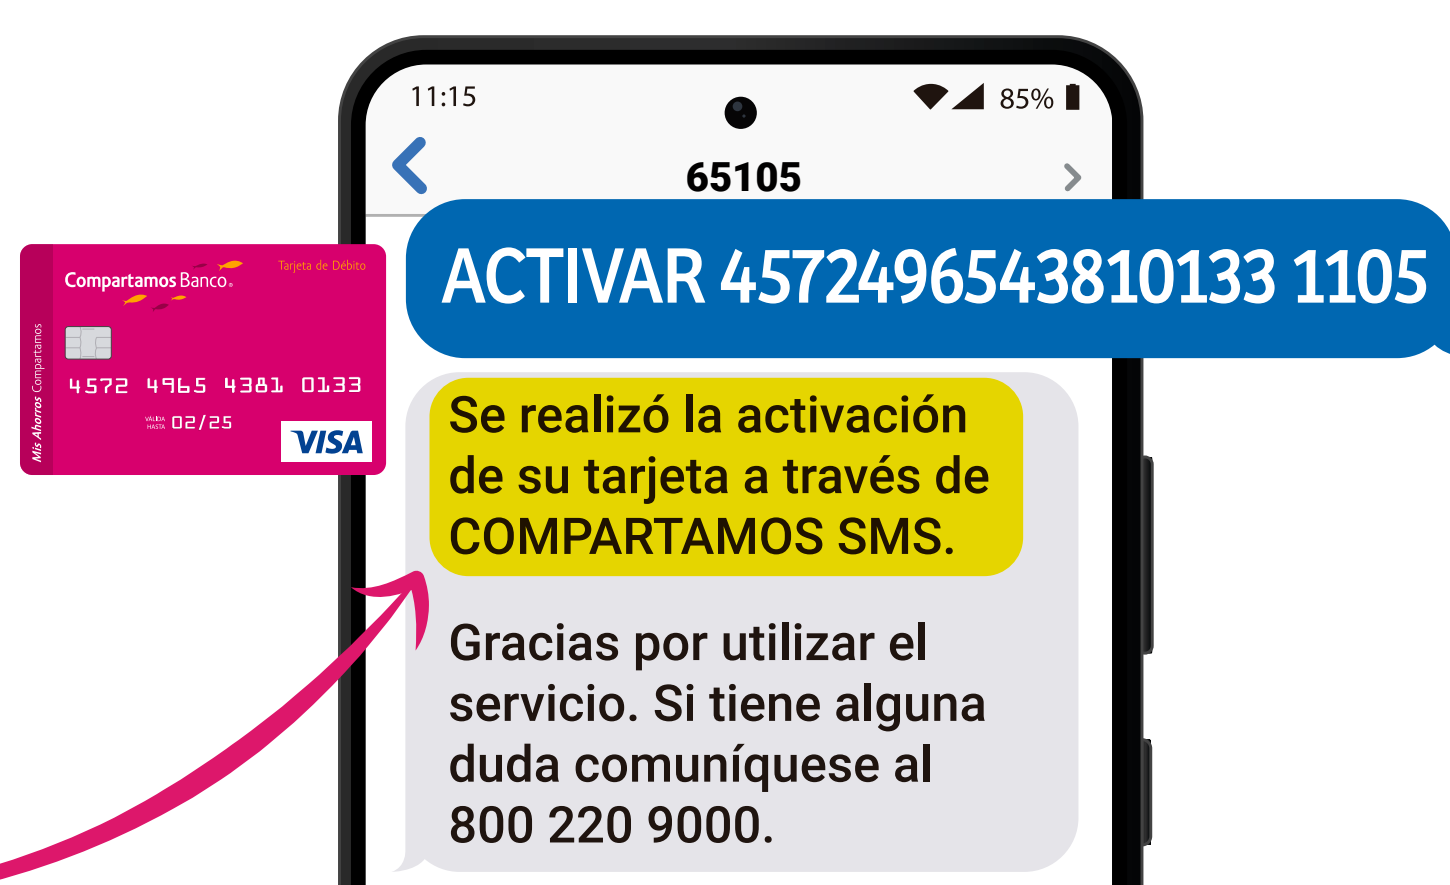 11:15
85%
65105
ACTIVAR 4572496543810133 1105
CompartamosBanco.
Tarjeta de Débito
Mis Ahorros Compartamos
4572 4965 4381 0133
VÁLIDA
HASTA 02/25
VISA
Se realizó la activación
de su tarjeta a través de
COMPARTAMOS SMS.
Gracias por utilizar el
servicio. Si tiene alguna
duda comuníquese al
800 220 9000.